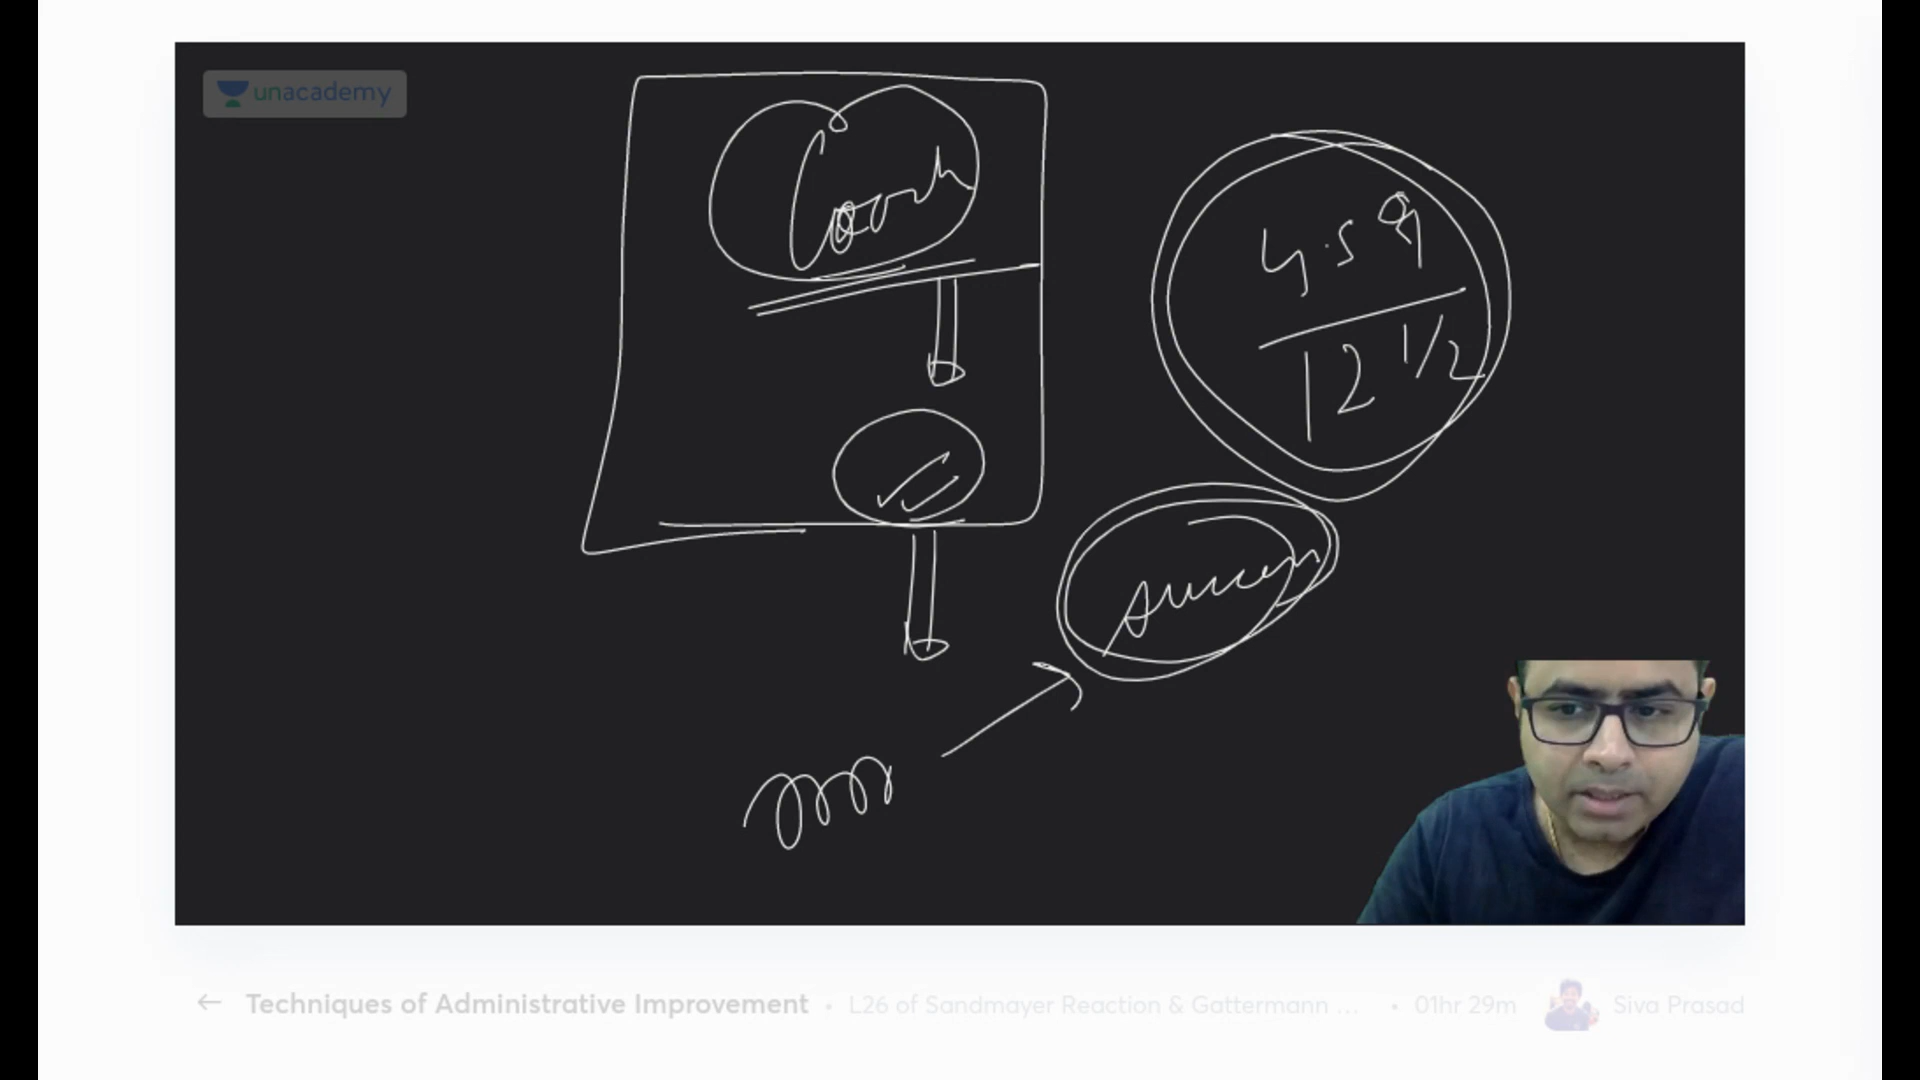 unacademy
4.59
12 1/2
Techniques of Administrative Improvement • L26 of Sandmayer Reaction & Gattermann ... • 01hr 29m Siva Prasad